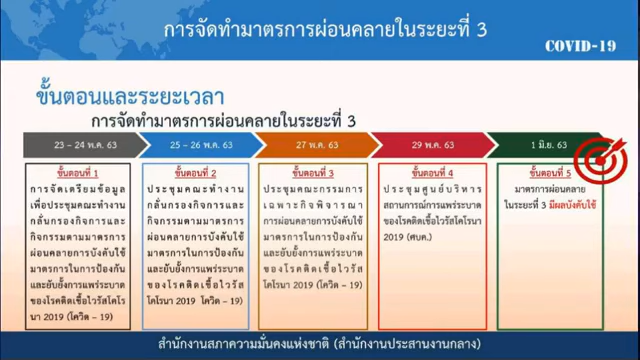 การจัดทำมาตรการผ่อนคลายในระยะที่ 3
COVID-19
ขั้นตอนและระยะเวลา
การจัดทำมาตรการผ่อนคลายในระยะที่ 3
23 – 24 พ.ค. 63
25 – 26 พ.ค. 63
27 พ.ค. 63
29 พ.ค. 63
1 มิ.ย. 63
ขั้นตอนที่ 1
การจัดเตรียมข้อมูล
เพื่อประชุมคณะทำงาน
กลั่นกรองกิจการและ
กิจกรรมตามมาตรการ
ผ่อนคลายการบังคับใช้
มาตรการในการป้องกัน
และยับยั้งการแพร่ระบาด
ของโรคติดเชื้อไวรัสโคโร
นา 2019 (โควิด – 19)
ขั้นตอนที่ 2
ประชุมคณะทำงาน
กลั่นกรองกิจการและ
กิจกรรมตามมาตรการ
ผ่อนคลายการบังคับใช้
มาตรการในการป้องกัน
และยับยั้งการแพร่ระบาด
ของโรคติดเชื้อไวรัส
โคโรนา 2019 โควิด – 19)
ขั้นตอนที่ 3
ประชุมคณะกรรมการ
เฉพาะกิจพิจารณา
การผ่อนคลายการบังคับใช้
มาตรการในการป้องกัน
และยับยั้งการแพร่ระบาด
ของโรคติดเชื้อไวรัส
โคโรนา 2019 (โควิด – 19)
ขั้นตอนที่ 4
ประชุมศูนย์บริหาร
สถานการณ์การแพร่ระบาด
ของโรคติดเชื้อไวรัสโคโรนา
2019 (ศบค.)
ขั้นตอนที่ 5
มาตรการผ่อนคลาย
ในระยะที่ 3 มีผลบังคับใช้
สำนักงานสภาความมั่นคงแห่งชาติ (สำนักงานประสานงานกลาง)